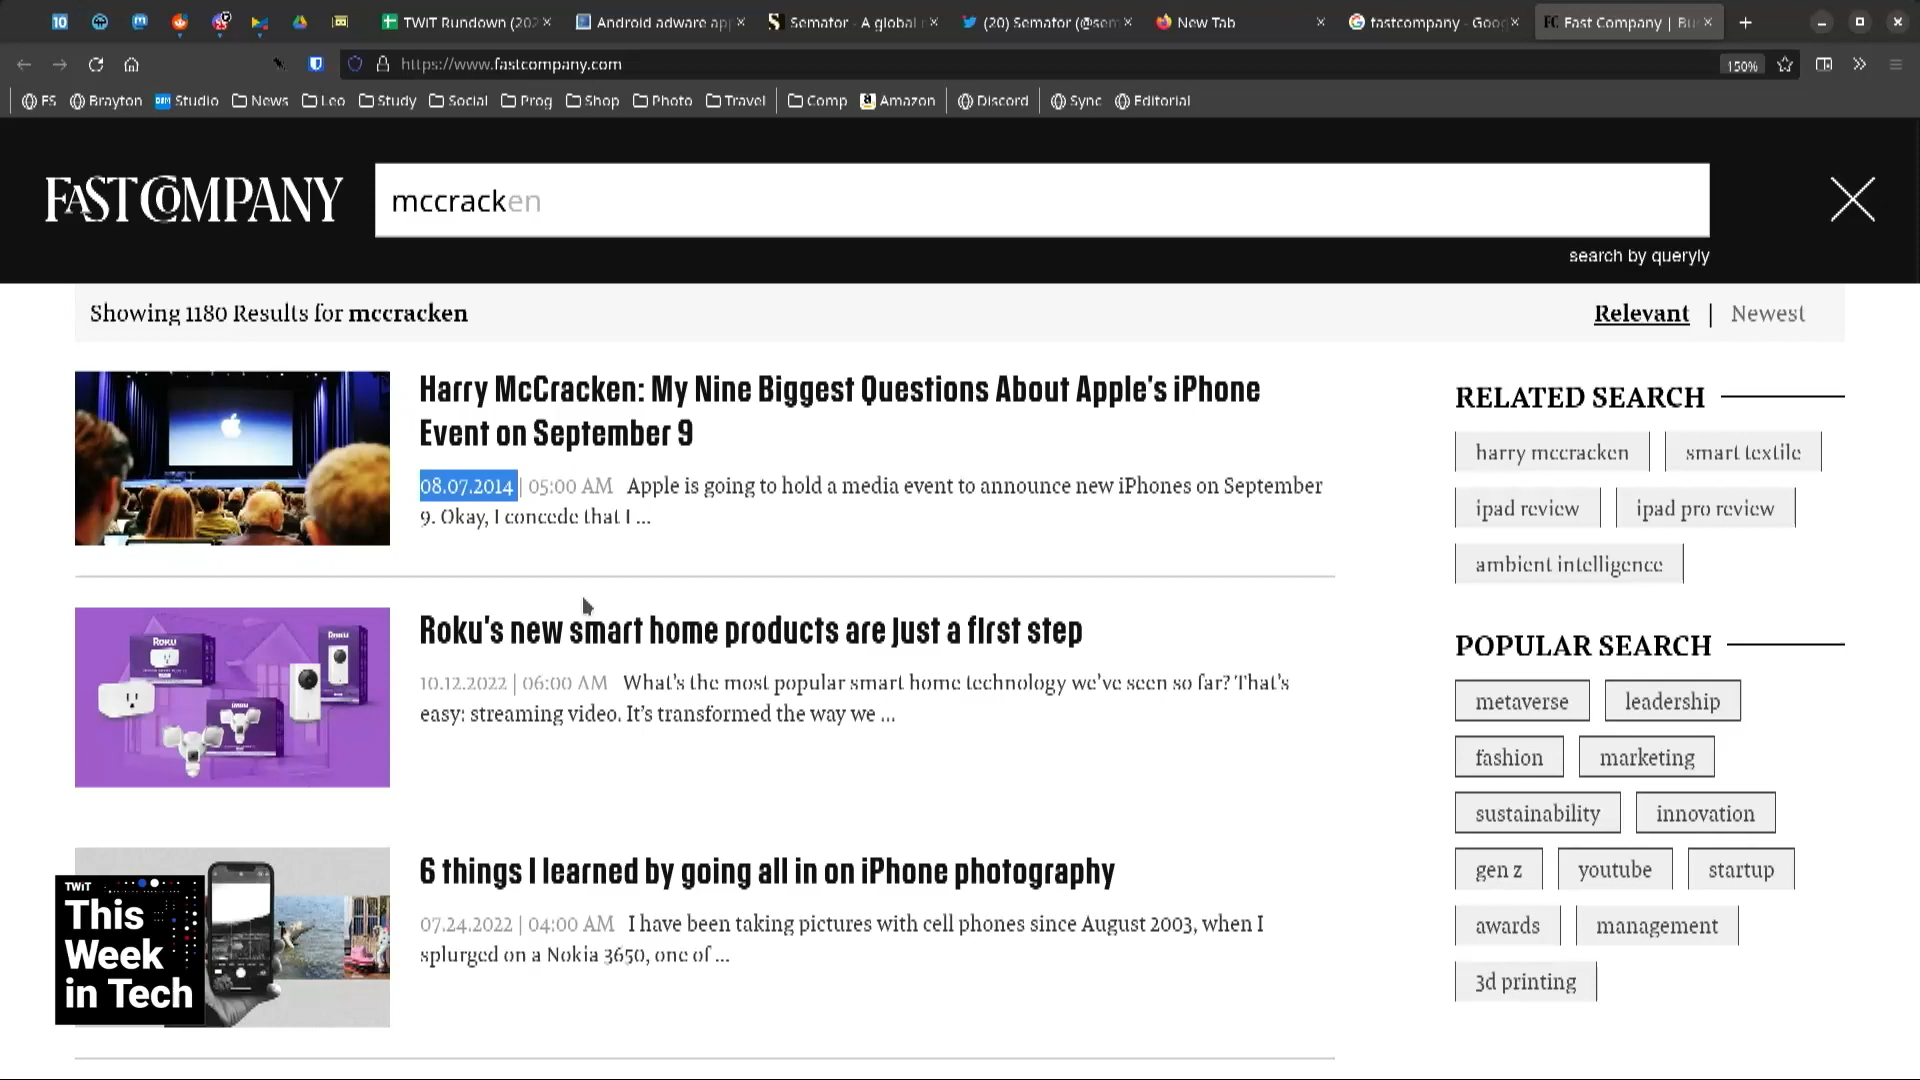 10
TWiT Rundown (202
Android adware app
Semafor - A global
(20) Semafor (@sem
New Tab
fastcompany - Goog
Fast Company | Bu
https://www.fastcompany.com
150%
FS
Brayton
Studio
News
Leo
Study
Social
Prog
Shop
Photo
Travel
Comp
Amazon
Discord
Sync
Editorial
FAST COMPANY
mccracken
search by queryly
Showing 1180 Results for mccracken
Relevant | Newest
Harry McCracken: My Nine Biggest Questions About Apple's iPhone
Event on September 9
08.07.2014 | 05:00 AM Apple is going to hold a media event to announce new iPhones on September
9. Okay, I concede that I ...
Roku's new smart home products are just a first step
10.12.2022 | 06:00 AM What's the most popular smart home technology we've seen so far? That's
easy: streaming video. It's transformed the way we ...
6 things I learned by going all in on iPhone photography
07.24.2022 | 04:00 AM I have been taking pictures with cell phones since August 2003, when I
splurged on a Nokia 3650, one of ...
TWiT
This
Week
in Tech
RELATED SEARCH
harry mccracken
smart textile
ipad review
ipad pro review
ambient intelligence
POPULAR SEARCH
metaverse
leadership
fashion
marketing
sustainability
innovation
gen z
youtube
startup
awards
management
3d printing